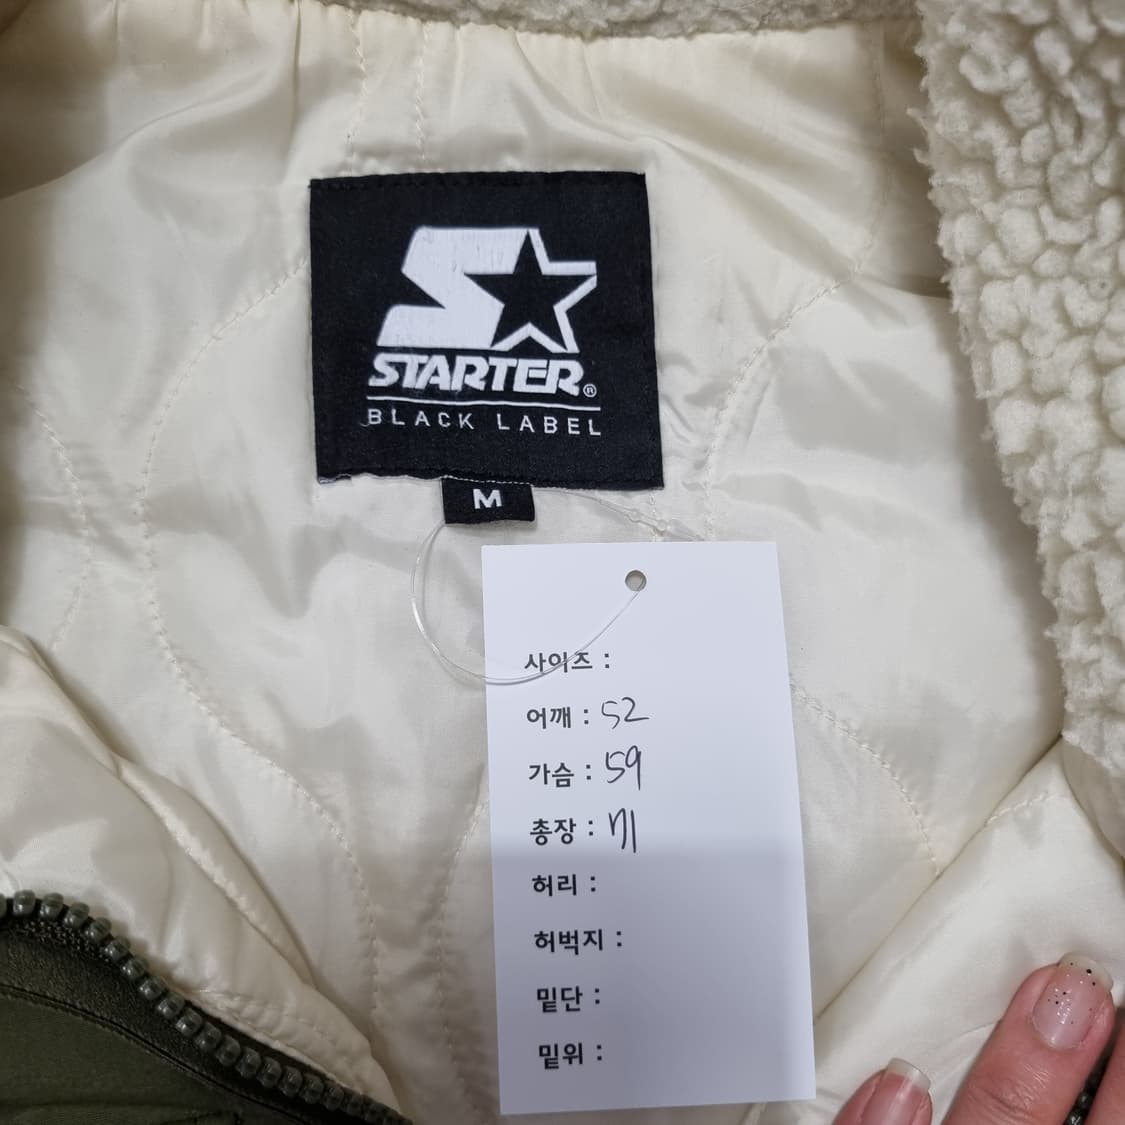 STARTER®
BLACK LABEL
M
사이즈 :
어깨 : 52
가슴 : 59
총장 : 71
허리 :
허벅지 :
밑단 :
밑위 :